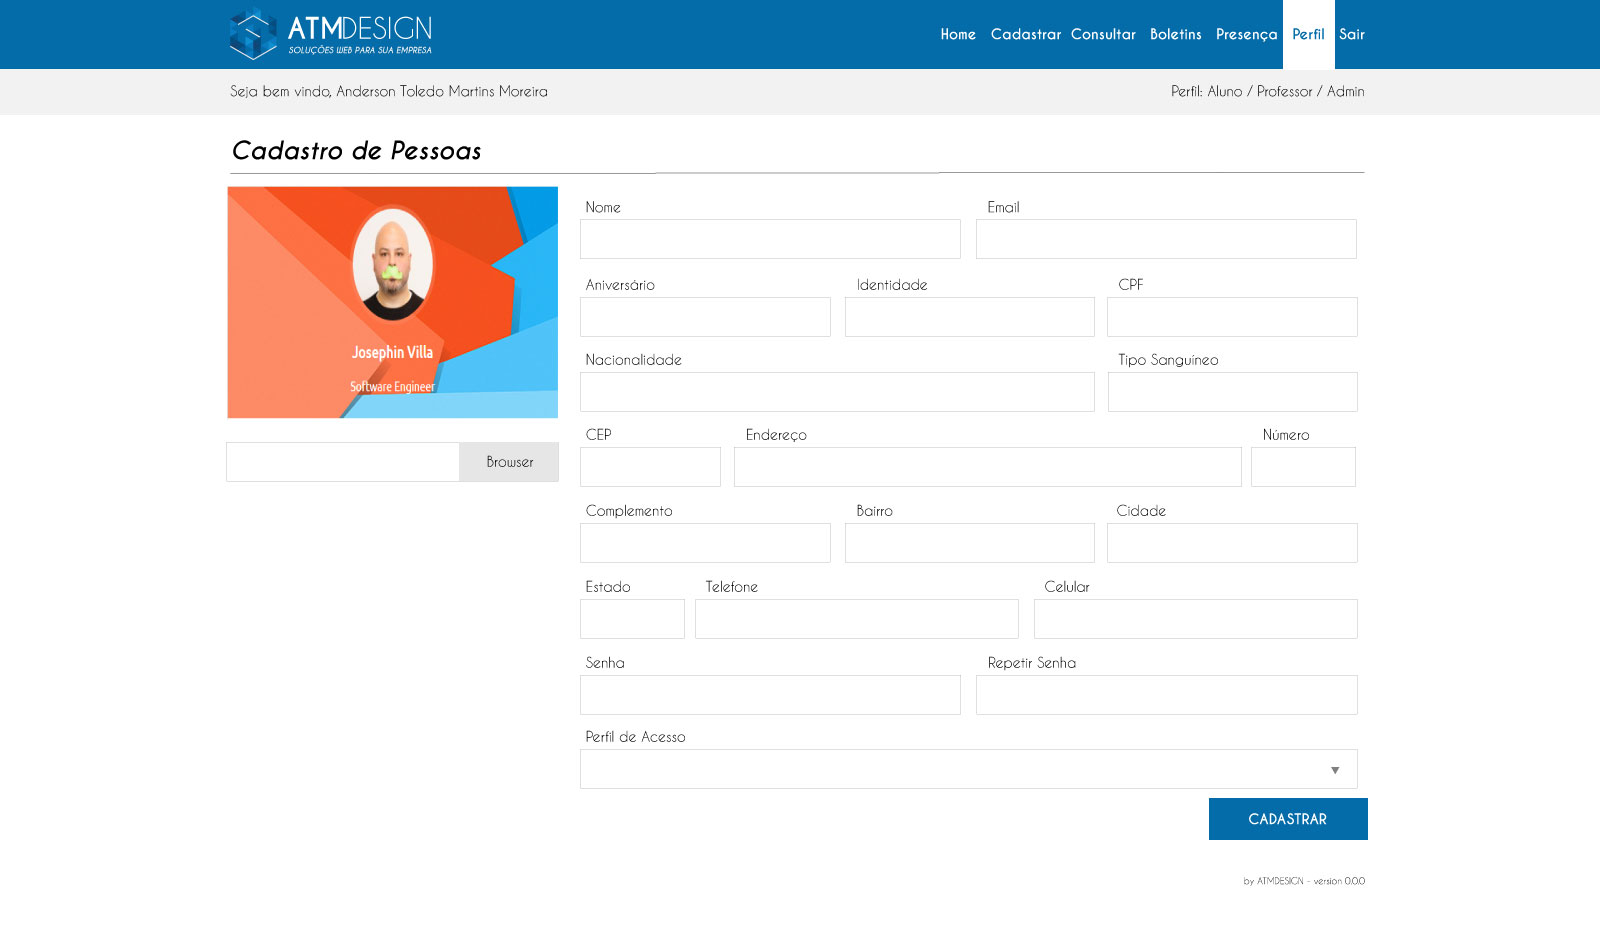 ATMDESIGN
SOLUÇÕES WEB PARA SUA EMPRESA
Home Cadastrar Consultar Boletins Presença Perfil Sair
Seja bem vindo, Anderson Toledo Martins Moreira
Perfil: Aluno / Professor / Admin
Cadastro de Pessoas
Josephin Villa
Software Engineer
Browser
Nome Email
Aniversário Identidade CPF
Nacionalidade Tipo Sanguíneo
CEP Endereço Número
Complemento Bairro Cidade
Estado Telefone Celular
Senha Repetir Senha
Perfil de Acesso
CADASTRAR
by ATMDESIGN - version 0.0.0